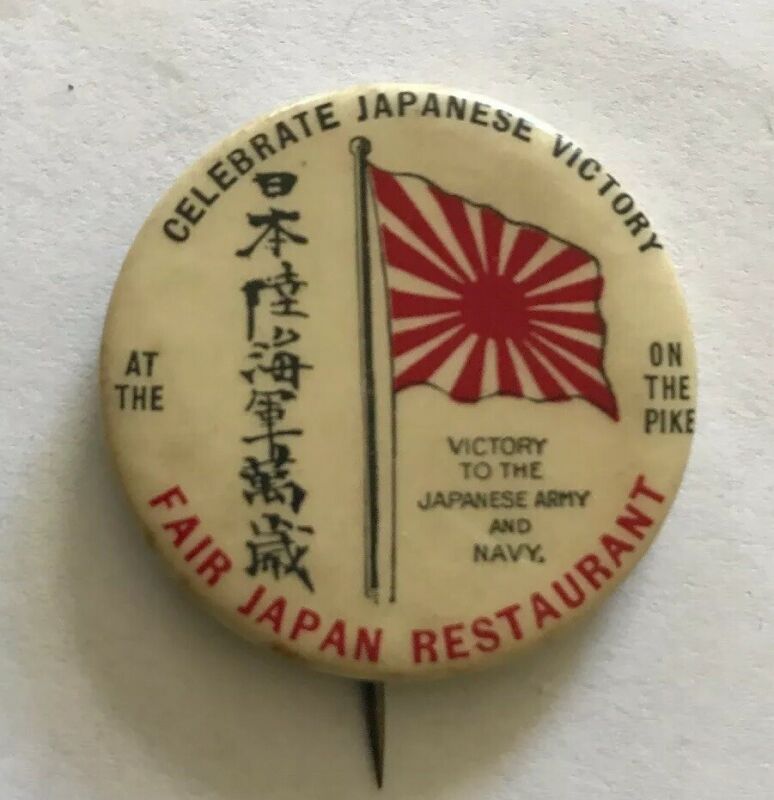 CELEBRATE JAPANESE VICTORY
日本陸海軍萬歳
AT
THE
ON
THE
PIKE
VICTORY
TO THE
JAPANESE ARMY
AND
NAVY.
FAIR JAPAN RESTAURANT